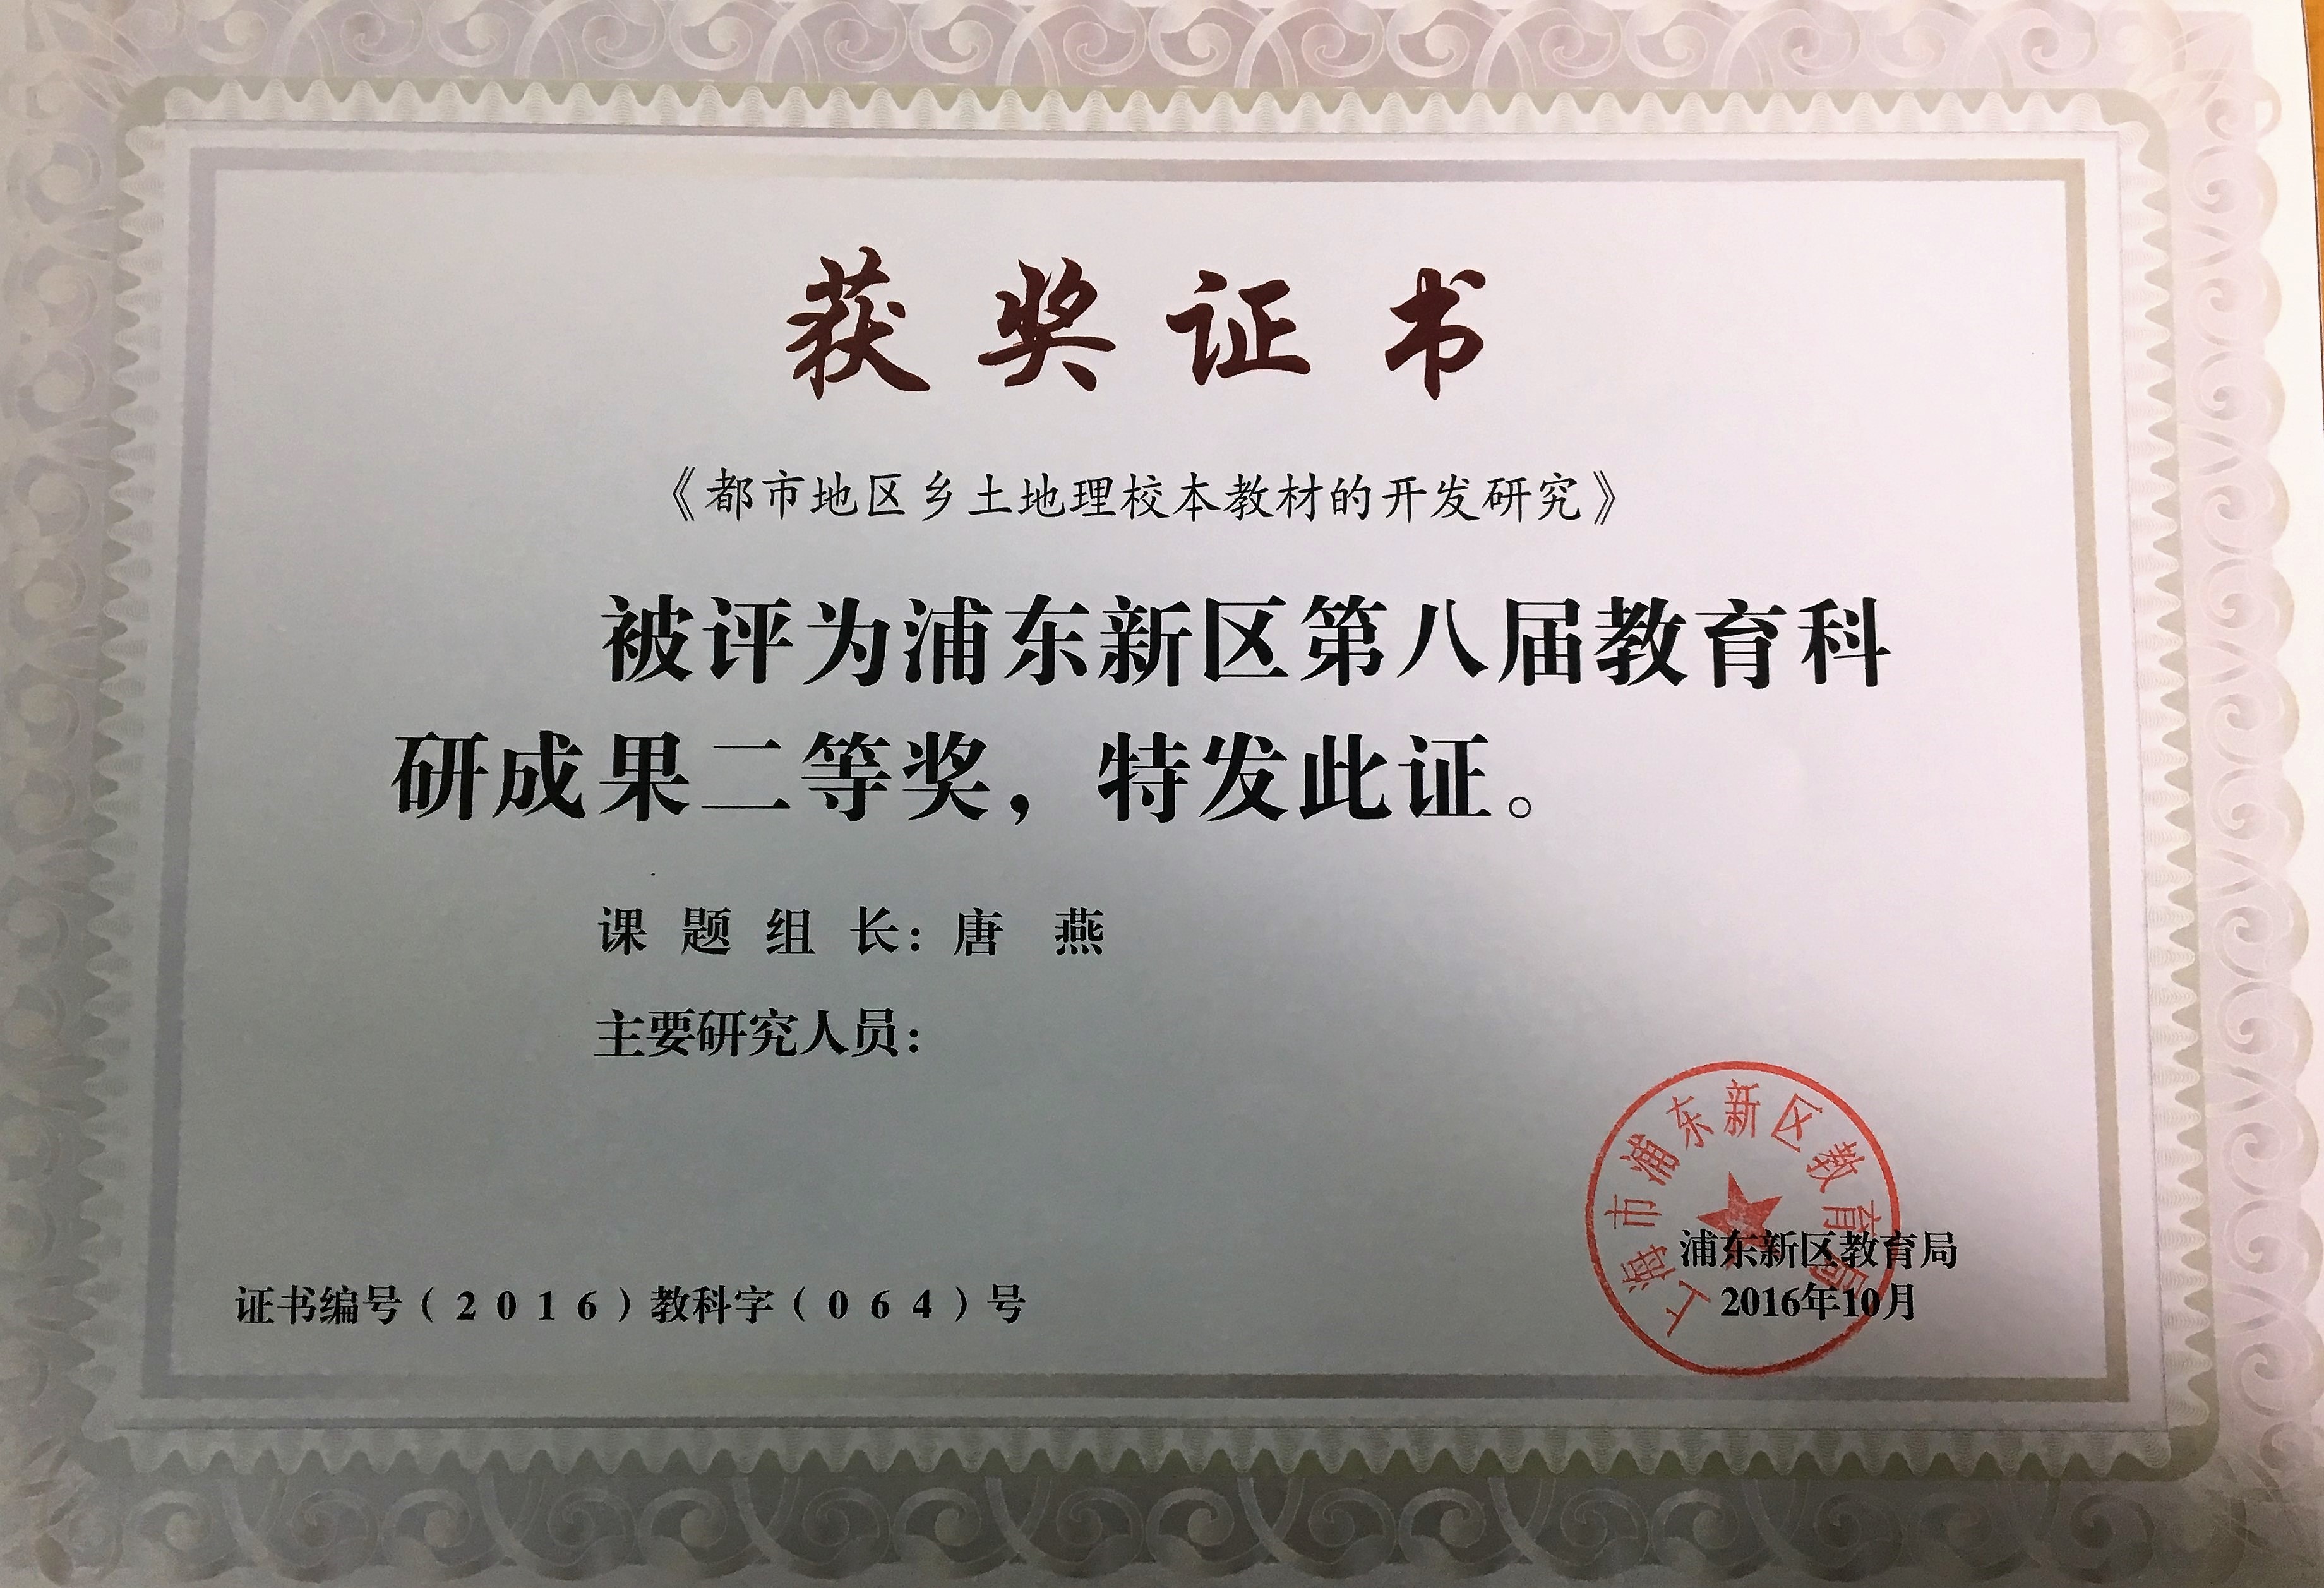 获奖证书
《都市地区乡土地理校本教材的开发研究》
被评为浦东新区第八届教育科
研成果二等奖，特发此证。
课题组长：唐 燕
主要研究人员：
上海市浦东新区教育局
浦东新区教育局
2016年10月
证书编号（2016）教科字（064）号